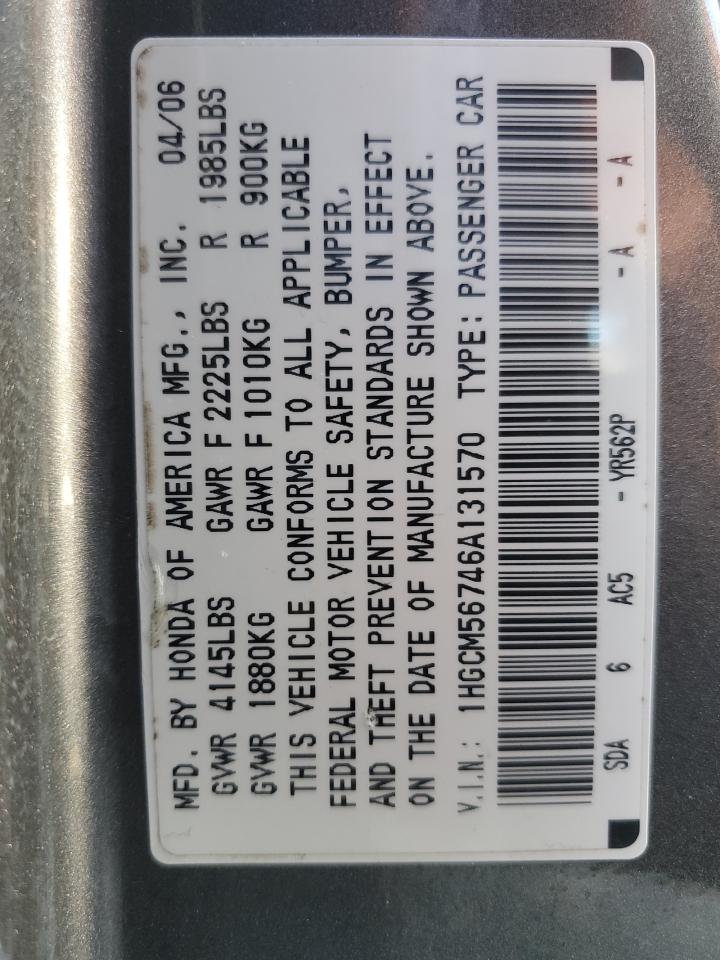 MFD. BY HONDA OF AMERICA MFG., INC. 04/06
GVWR 4145LBS GAWR F 2225LBS R 1985LBS
GVWR 1880KG GAWR F 1010KG R 900KG
THIS VEHICLE CONFORMS TO ALL APPLICABLE
FEDERAL MOTOR VEHICLE SAFETY, BUMPER,
AND THEFT PREVENTION STANDARDS IN EFFECT
ON THE DATE OF MANUFACTURE SHOWN ABOVE.
V.I.N.: 1HGCM56746A131570 TYPE: PASSENGER CAR
SDA 6 AC5 - YR562P - A - A